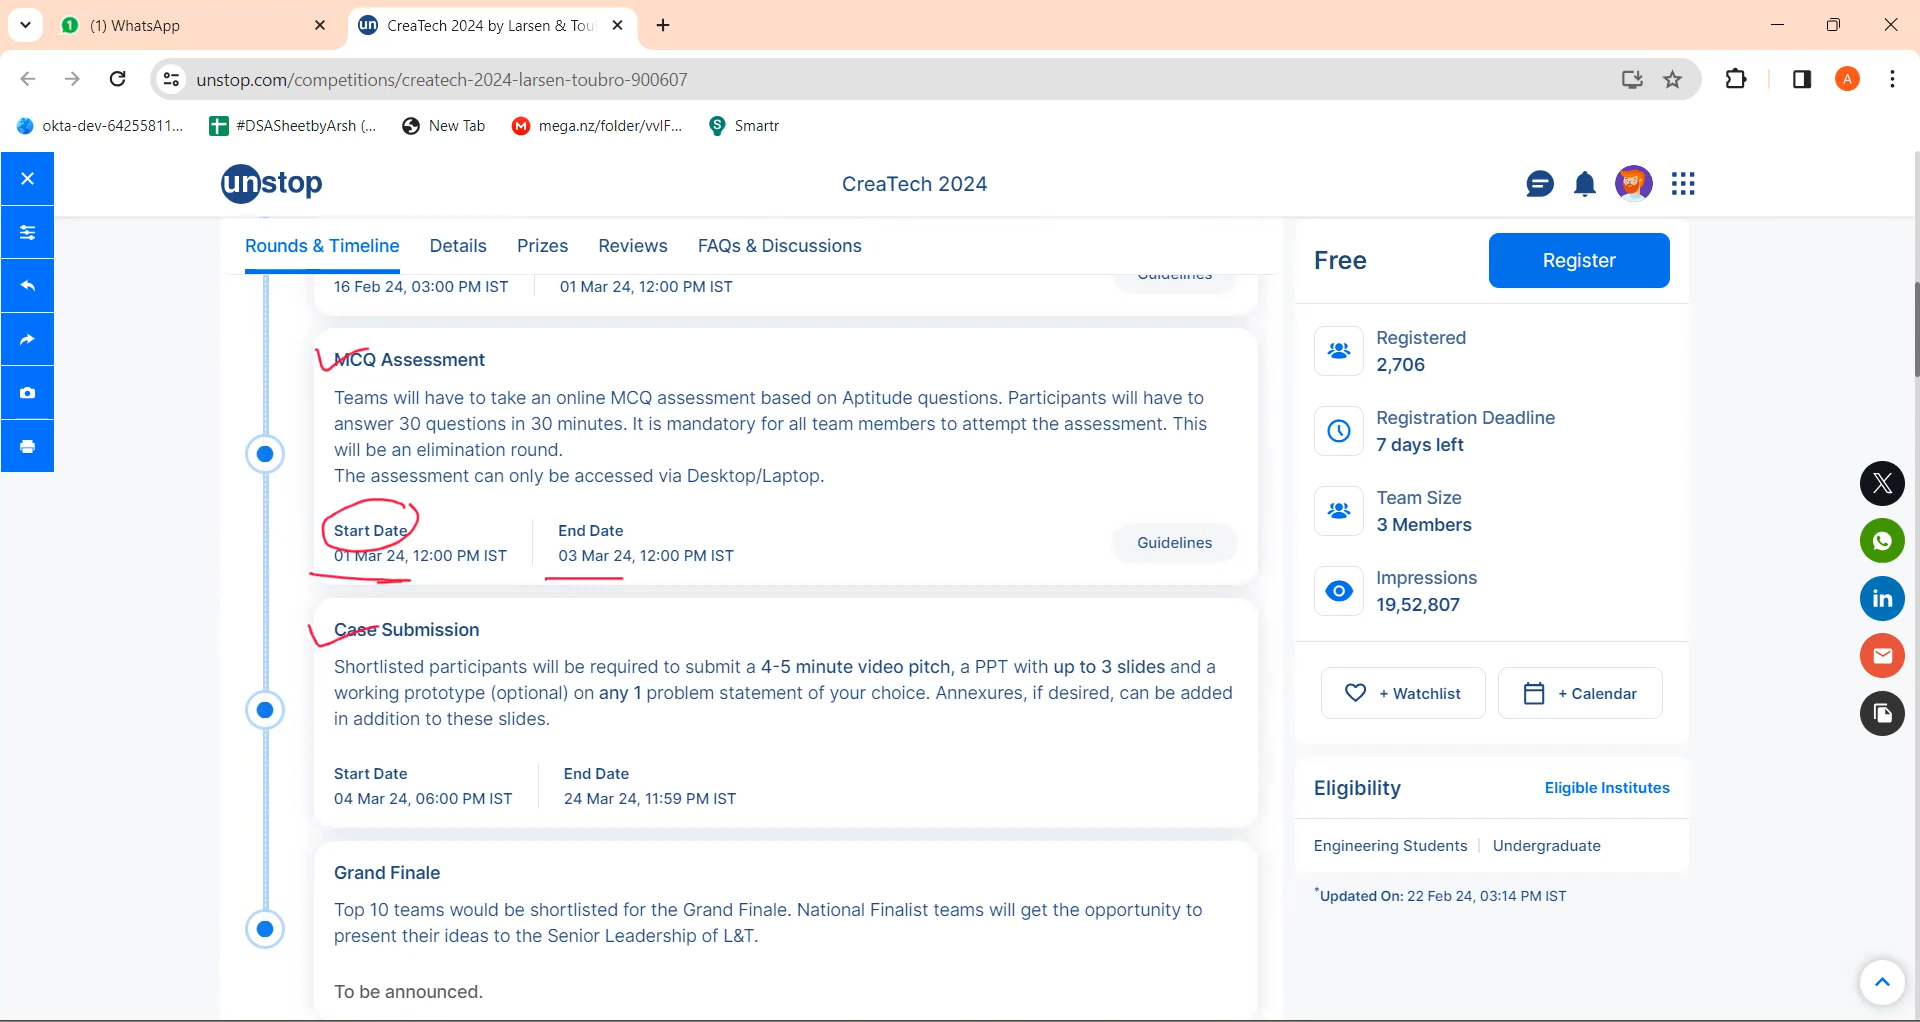 (1) WhatsApp
CreaTech 2024 by Larsen & Tou
unstop.com/competitions/createch-2024-larsen-toubro-900607
A
okta-dev-64255811...
#DSASheetbyArsh (...
New Tab
mega.nz/folder/vvlF...
Smartr
unstop
CreaTech 2024
Rounds & Timeline
Details
Prizes
Reviews
FAQs & Discussions
16 Feb 24, 03:00 PM IST
01 Mar 24, 12:00 PM IST
Guidelines
MCQ Assessment
Teams will have to take an online MCQ assessment based on Aptitude questions. Participants will have to
answer 30 questions in 30 minutes. It is mandatory for all team members to attempt the assessment. This
will be an elimination round.
The assessment can only be accessed via Desktop/Laptop.
Start Date
01 Mar 24, 12:00 PM IST
End Date
03 Mar 24, 12:00 PM IST
Guidelines
Case Submission
Shortlisted participants will be required to submit a 4-5 minute video pitch, a PPT with up to 3 slides and a
working prototype (optional) on any 1 problem statement of your choice. Annexures, if desired, can be added
in addition to these slides.
Start Date
04 Mar 24, 06:00 PM IST
End Date
24 Mar 24, 11:59 PM IST
Grand Finale
Top 10 teams would be shortlisted for the Grand Finale. National Finalist teams will get the opportunity to
present their ideas to the Senior Leadership of L&T.
To be announced.
Free
Register
Registered
2,706
Registration Deadline
7 days left
Team Size
3 Members
Impressions
19,52,807
+ Watchlist
+ Calendar
Eligibility
Eligible Institutes
Engineering Students
Undergraduate
*Updated On: 22 Feb 24, 03:14 PM IST